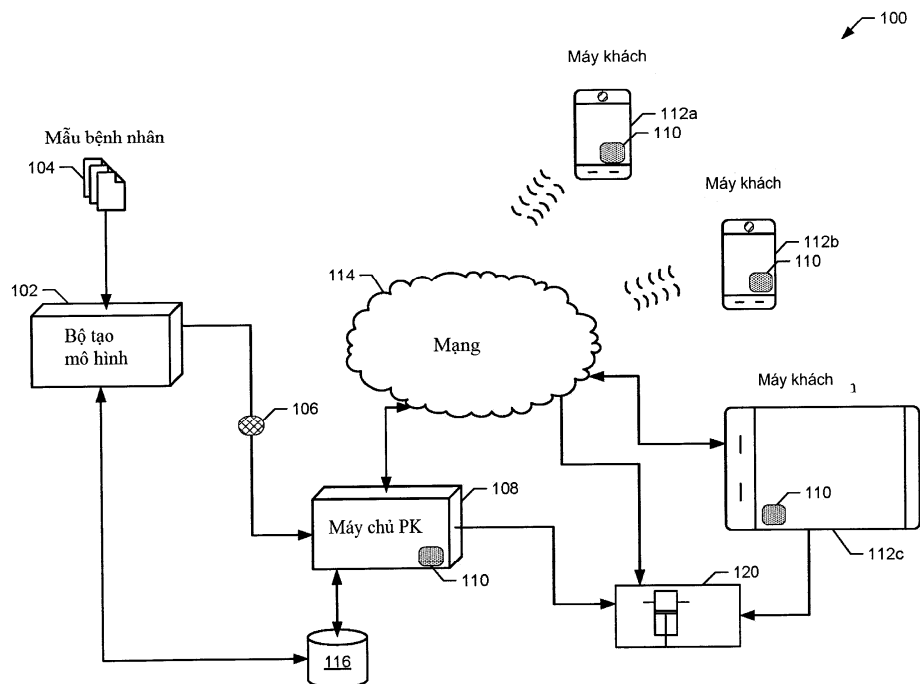 100
Máy khách
112a
110
Mẫu bệnh nhân
104
Máy khách
112b
110
102
114
Bộ tạo
mô hình
Mạng
Máy khách
106
108
Máy chủ PK
110
110
112c
120
116